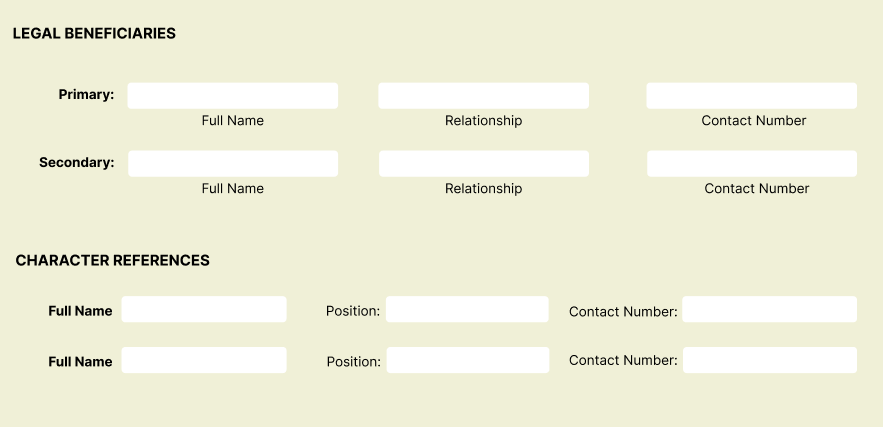 LEGAL BENEFICIARIES
Primary:
Full Name Relationship Contact Number
Secondary:
Full Name Relationship Contact Number
CHARACTER REFERENCES
Full Name Position: Contact Number:
Full Name Position: Contact Number: